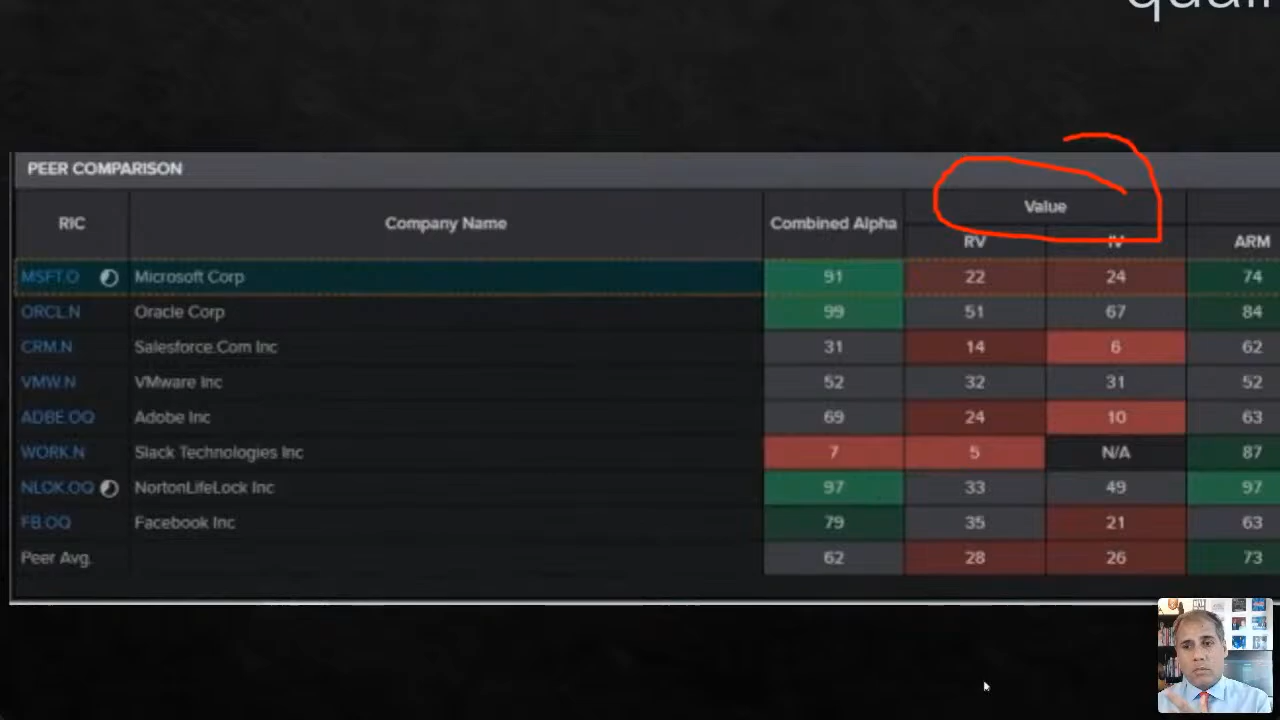 PEER COMPARISON
RIC Company Name Combined Alpha Value
RV IV ARM
MSFT.O Microsoft Corp 91 22 24 74
ORCL.N Oracle Corp 99 51 67 84
CRM.N Salesforce.Com Inc 31 14 6 62
VMW.N VMware Inc 52 32 31 52
ADBE.OQ Adobe Inc 69 24 10 63
WORK.N Slack Technologies Inc 7 5 N/A 87
NLOK.OQ NortonLifeLock Inc 97 33 49 97
FB.OQ Facebook Inc 79 35 21 63
Peer Avg. 62 28 26 73